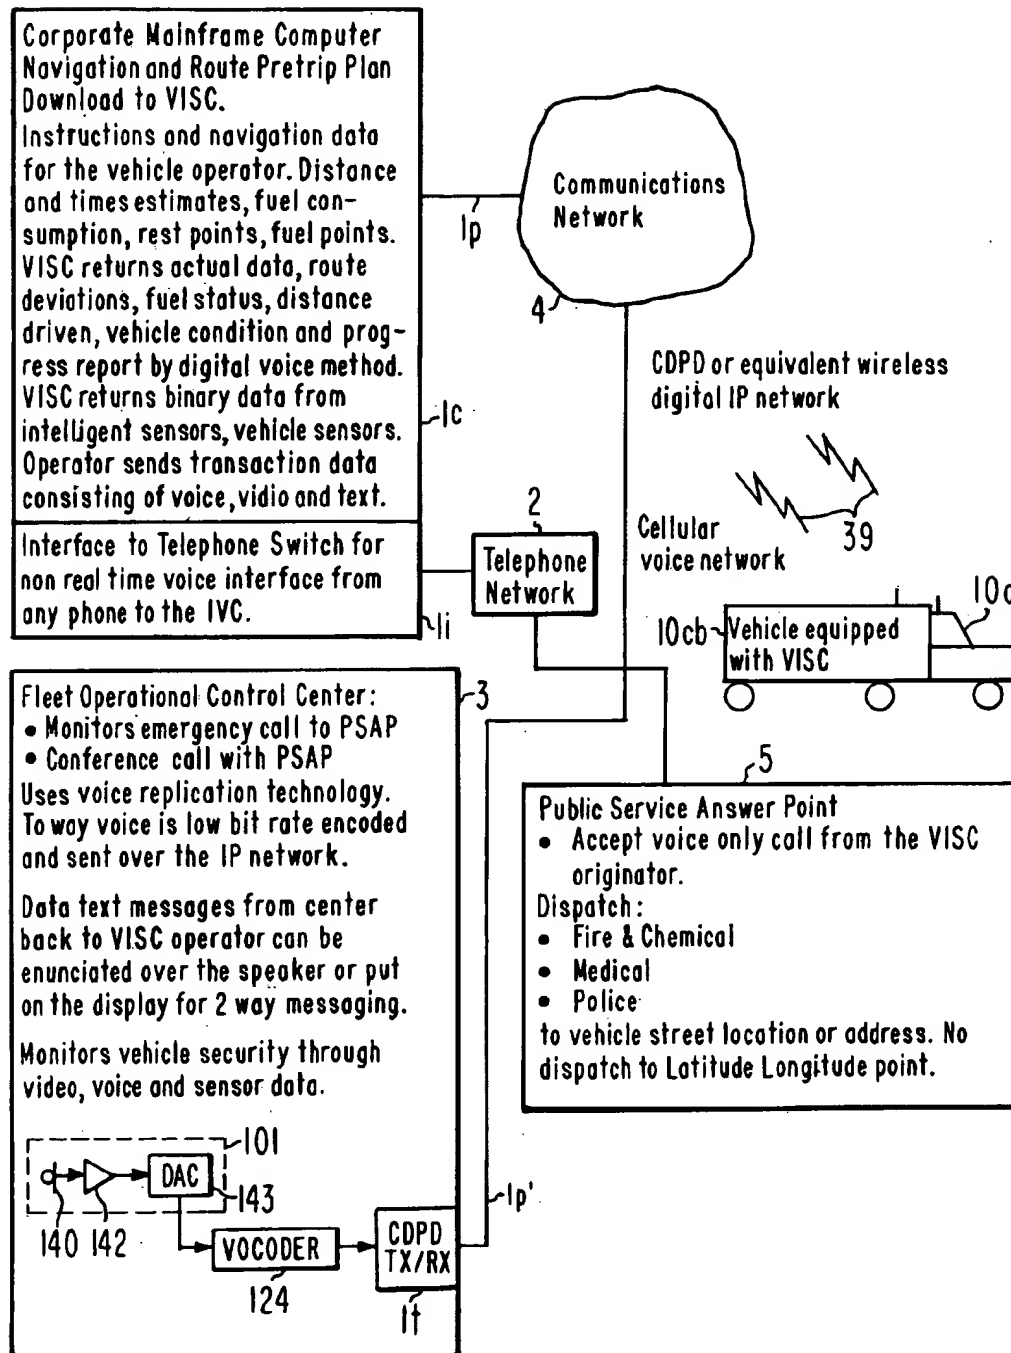 Corporate Mainframe Computer
Navigation and Route Pretrip Plan
Download to VISC.
Instructions and navigation data
for the vehicle operator. Distance
and times estimates, fuel con-
sumption, rest points, fuel points.
VISC returns actual data, route
deviations, fuel status, distance
driven, vehicle condition and prog-
ress report by digital voice method.
VISC returns binary data from
intelligent sensors, vehicle sensors.
Operator sends transaction data
consisting of voice, vidio and text.
1c
Interface to Telephone Switch for
non real time voice interface from
any phone to the IVC.
1i
1p
Communications
Network
4
CDPD or equivalent wireless
digital IP network
39
Cellular
voice network
2
Telephone
Network
10cb
Vehicle equipped
with VISC
10c
Fleet Operational Control Center:
• Monitors emergency call to PSAP
• Conference call with PSAP
Uses voice replication technology.
To way voice is low bit rate encoded
and sent over the IP network.
Data text messages from center
back to VISC operator can be
enunciated over the speaker or put
on the display for 2 way messaging.
Monitors vehicle security through
video, voice and sensor data.
3
101
DAC
140
142
143
VOCODER
124
CDPD
TX/RX
1t
1p'
5
Public Service Answer Point
• Accept voice only call from the VISC
originator.
Dispatch:
• Fire & Chemical
• Medical
• Police
to vehicle street location or address. No
dispatch to Latitude Longitude point.